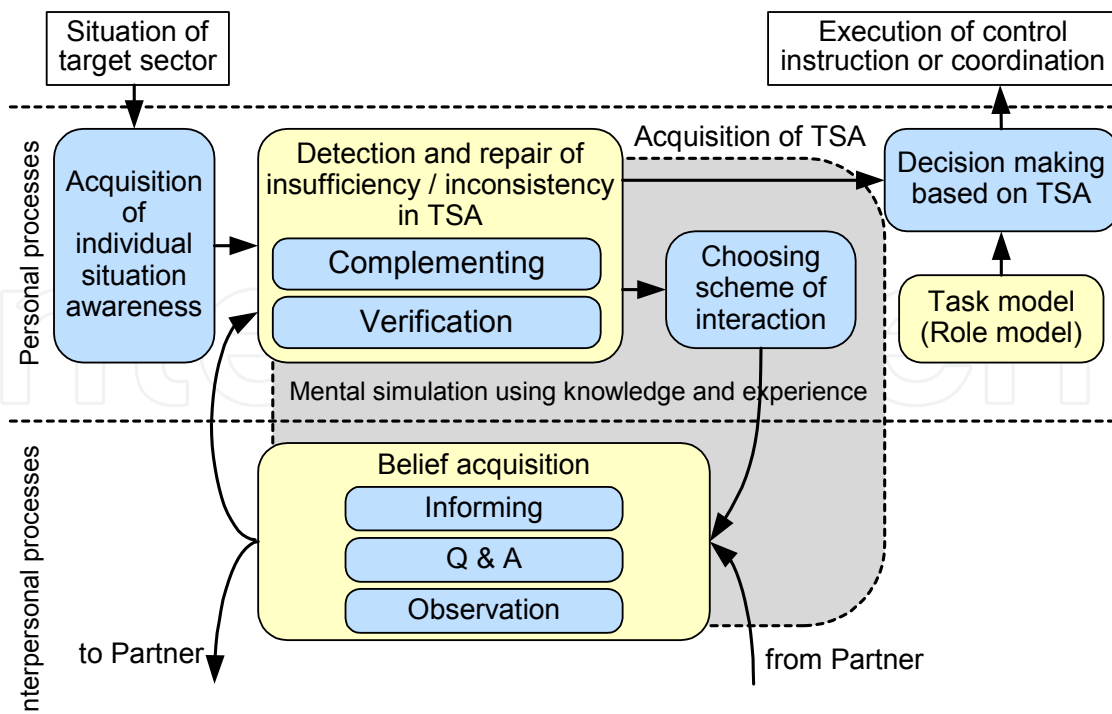 Situation of
target sector
Execution of control
instruction or coordination
Personal processes
Acquisition
of
individual
situation
awareness
Detection and repair of
insufficiency / inconsistency
in TSA
Complementing
Verification
Acquisition of TSA
Choosing
scheme of
interaction
Decision making
based on TSA
Task model
(Role model)
Mental simulation using knowledge and experience
nterpersonal processes
Belief acquisition
Informing
Q & A
Observation
to Partner
from Partner